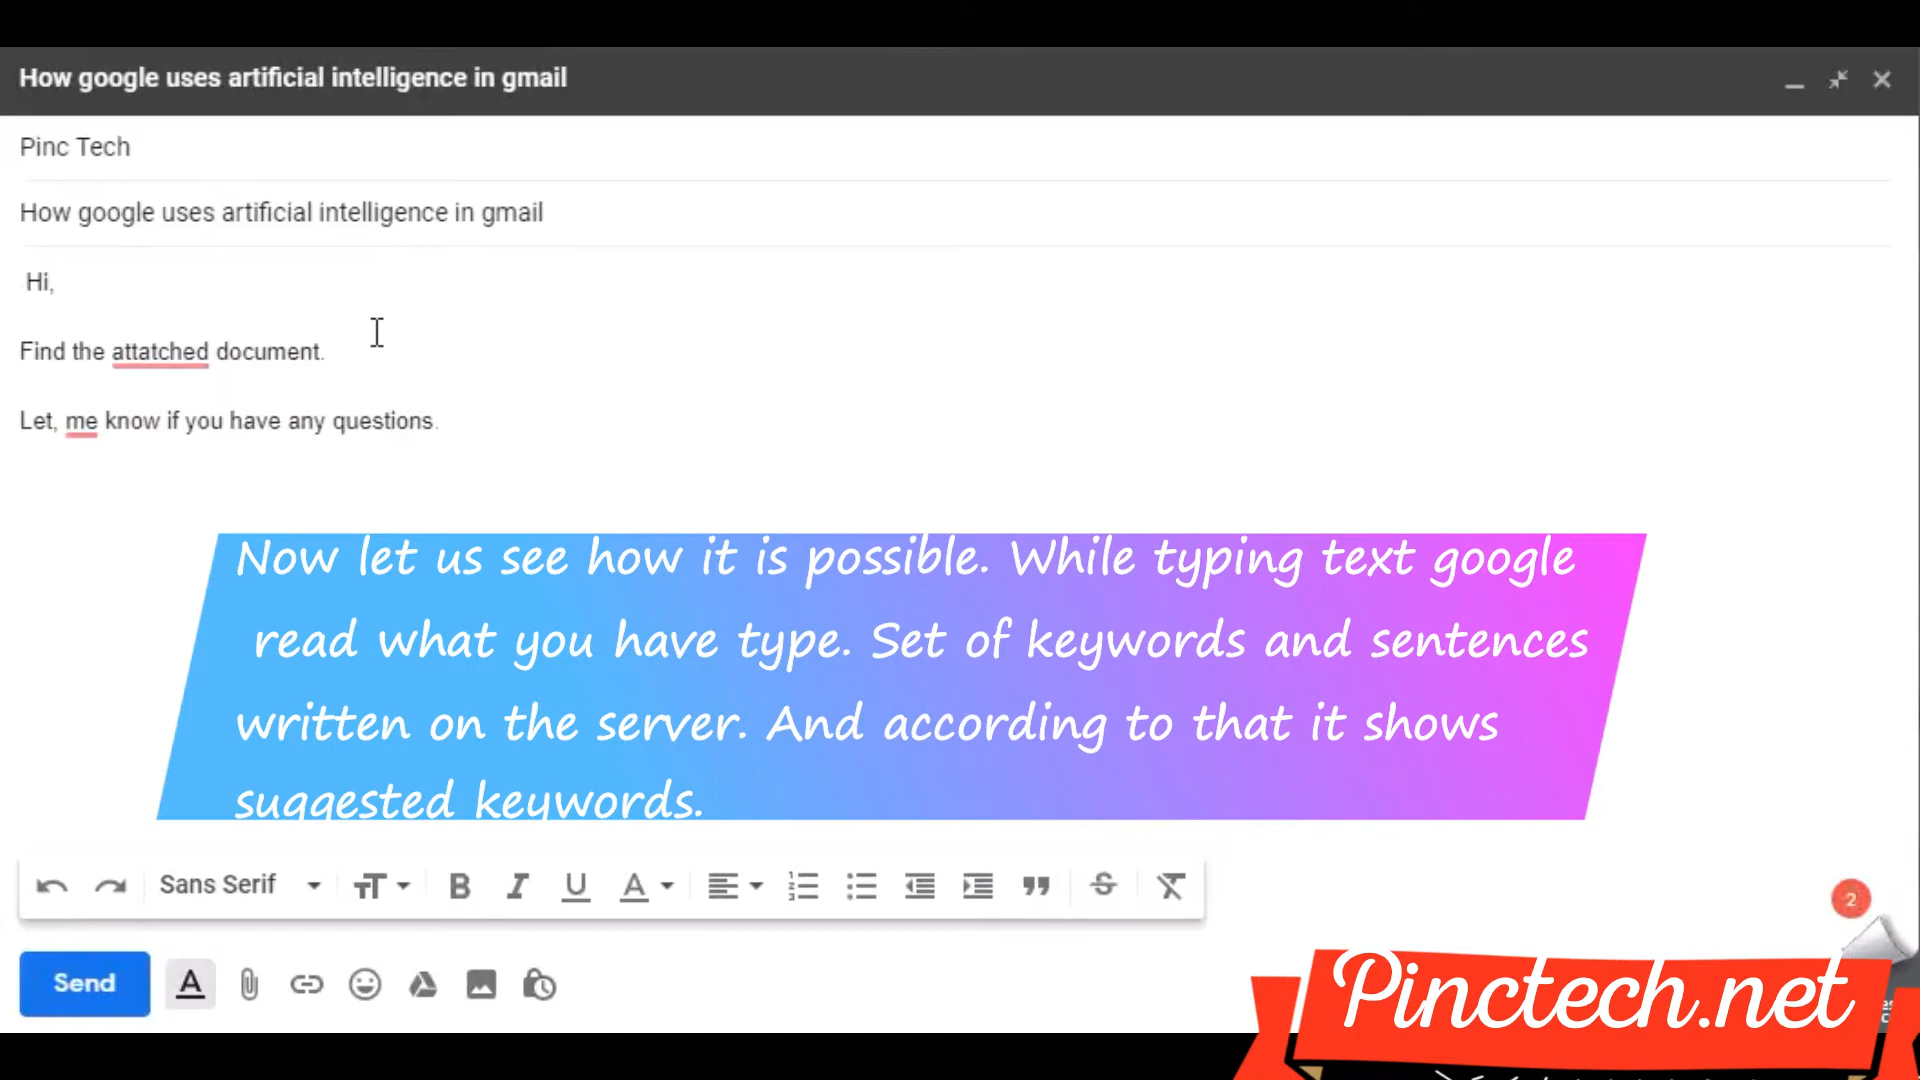 How google uses artificial intelligence in gmail
Pinc Tech
How google uses artificial intelligence in gmail
Hi,
Find the attatched document.
Let, me know if you have any questions.
Now let us see how it is possible. While typing text google
read what you have type. Set of keywords and sentences
written on the server. And according to that it shows
suggested keywords.
Sans Serif
2
Send
Pinctech.net